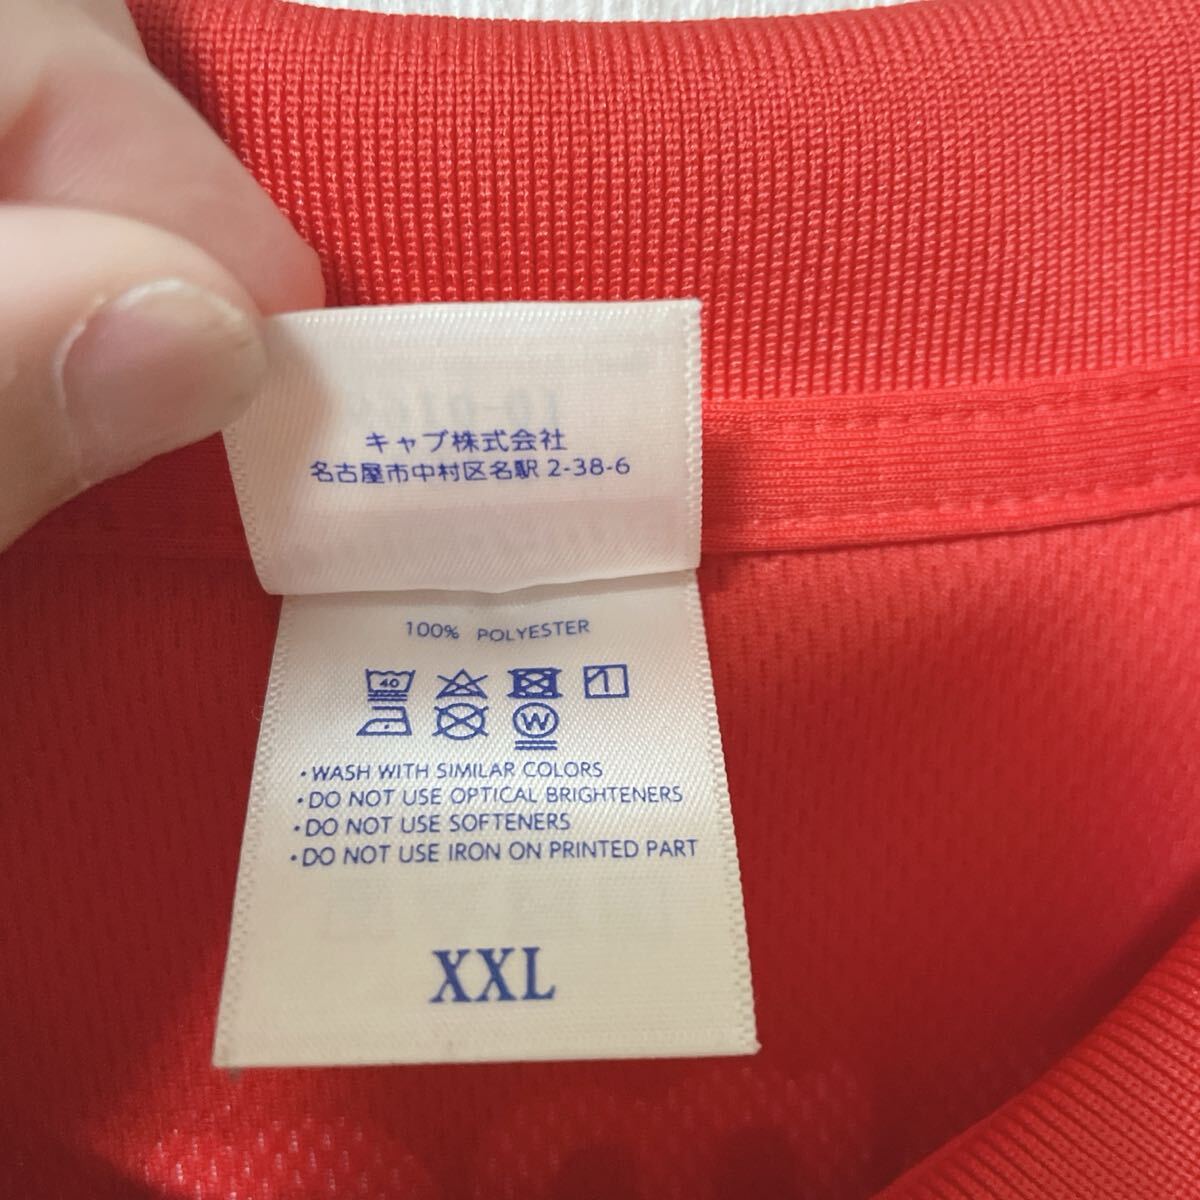 キャブ株式会社
名古屋市中村区名駅 2-38-6
100% POLYESTER
40
W
・WASH WITH SIMILAR COLORS
・DO NOT USE OPTICAL BRIGHTENERS
・DO NOT USE SOFTENERS
・DO NOT USE IRON ON PRINTED PART
XXL